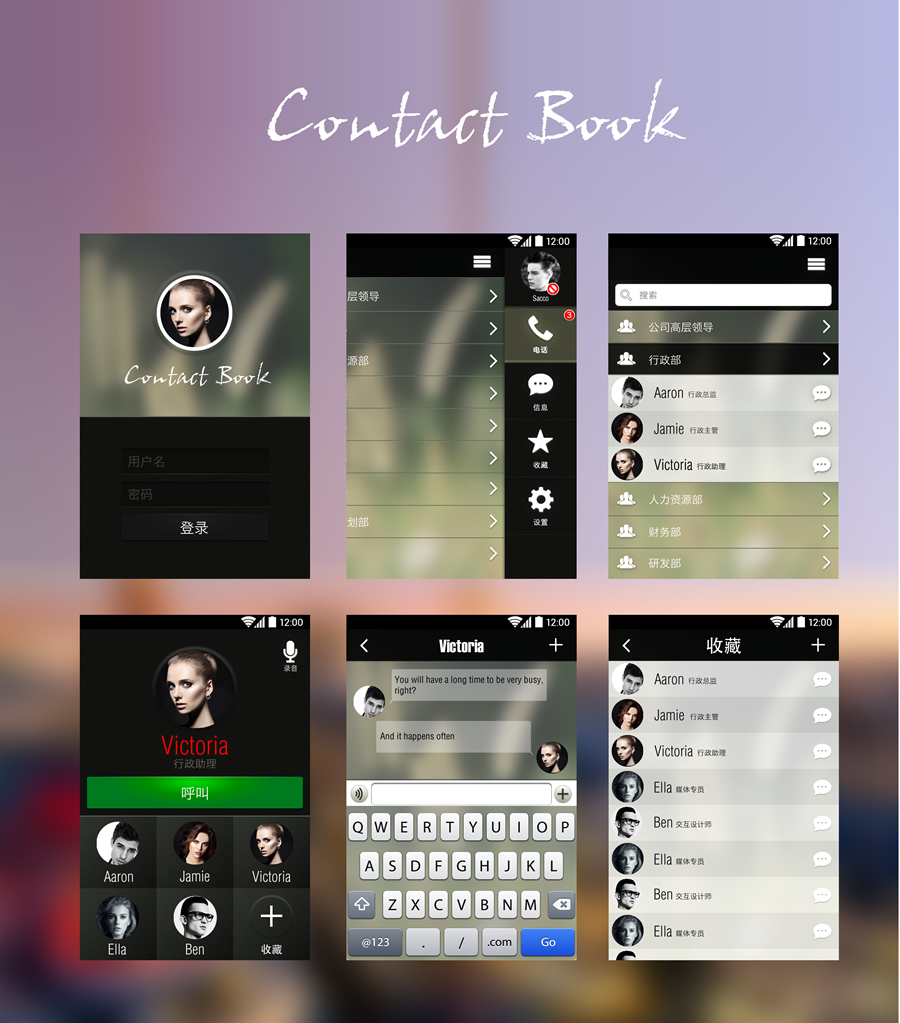 Contact Book
Contact Book
用户名
密码
登录
12:00
层领导
源部
划部
Sacco
3
电话
信息
收藏
设置
12:00
搜索
公司高层领导
行政部
Aaron 行政总监
Jamie 行政主管
Victoria 行政助理
人力资源部
财务部
研发部
12:00
录音
Victoria
行政助理
呼叫
Aaron Jamie Victoria
Ella Ben 收藏
12:00
Victoria
You will have a long time to be very busy,
right?
And it happens often
Q W E R T Y U I O P
A S D F G H J K L
Z X C V B N M
@123 . / .com Go
12:00
收藏
Aaron 行政总监
Jamie 行政主管
Victoria 行政助理
Ella 媒体专员
Ben 交互设计师
Ella 媒体专员
Ben 交互设计师
Ella 媒体专员